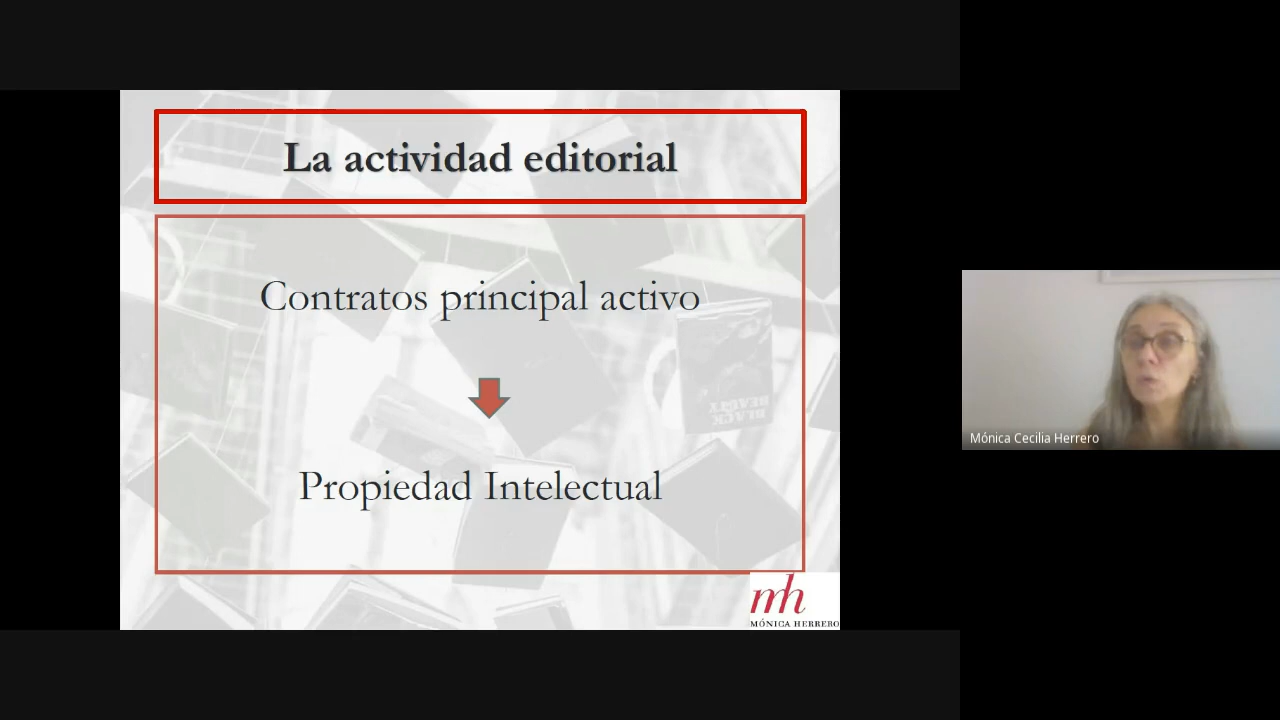 La actividad editorial
Contratos principal activo
Propiedad Intelectual
mh
MÓNICA HERRERO
Mónica Cecilia Herrero